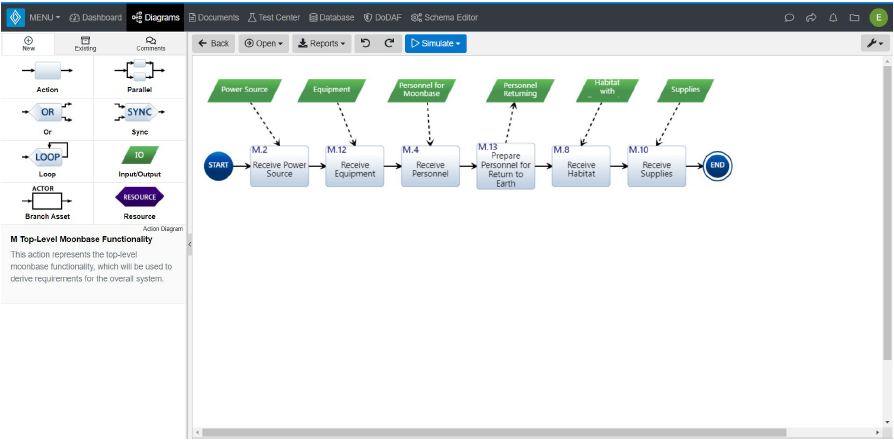 MENU Dashboard Diagrams Documents Test Center Database DoDAF Schema Editor E
New Existing Comments
Back Open Reports Simulate
Action Parallel
OR SYNC
Or Sync
LOOP IO
Loop Input/Output
ACTOR RESOURCE
Branch Asset Resource
Action Diagram
M Top-Level Moonbase Functionality
This action represents the top-level
moonbase functionality, which will be used to
derive requirements for the overall system.
Power Source
Equipment
Personnel for
Moonbase
Personnel
Returning
Habitat
with
Supplies
START
M.2
Receive Power
Source
M.12
Receive
Equipment
M.4
Receive
Personnel
M.13
Prepare
Personnel for
Return to
Earth
M.8
Receive
Habitat
M.10
Receive
Supplies
END